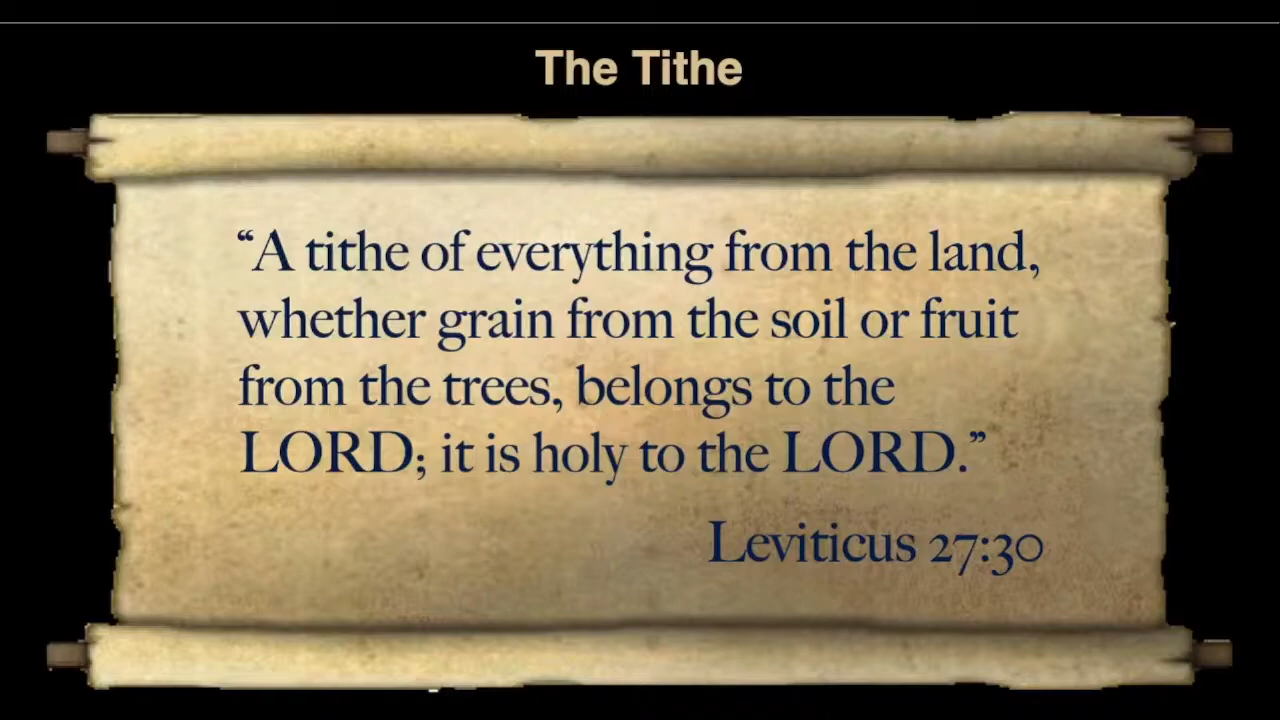 The Tithe
“A tithe of everything from the land,
whether grain from the soil or fruit
from the trees, belongs to the
LORD; it is holy to the LORD.”
Leviticus 27:30